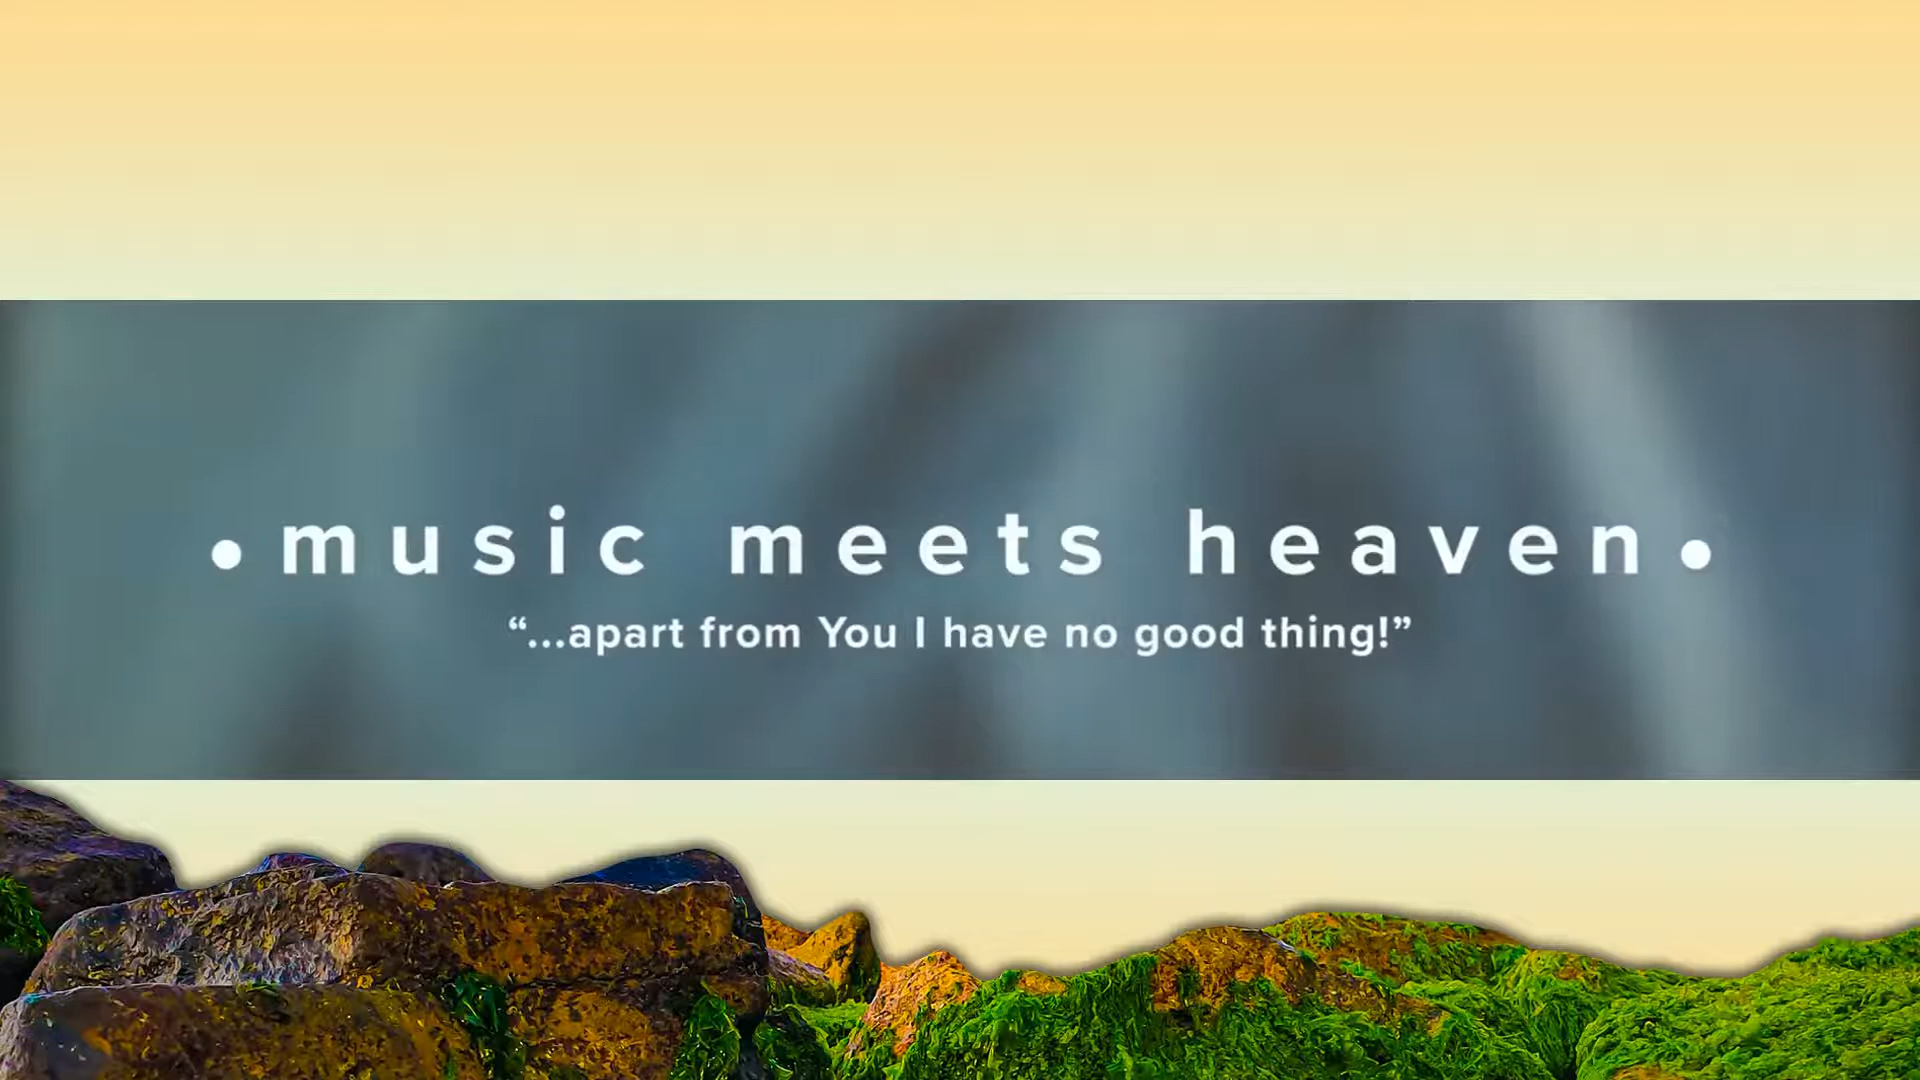 • music meets heaven •
“...apart from You I have no good thing!”